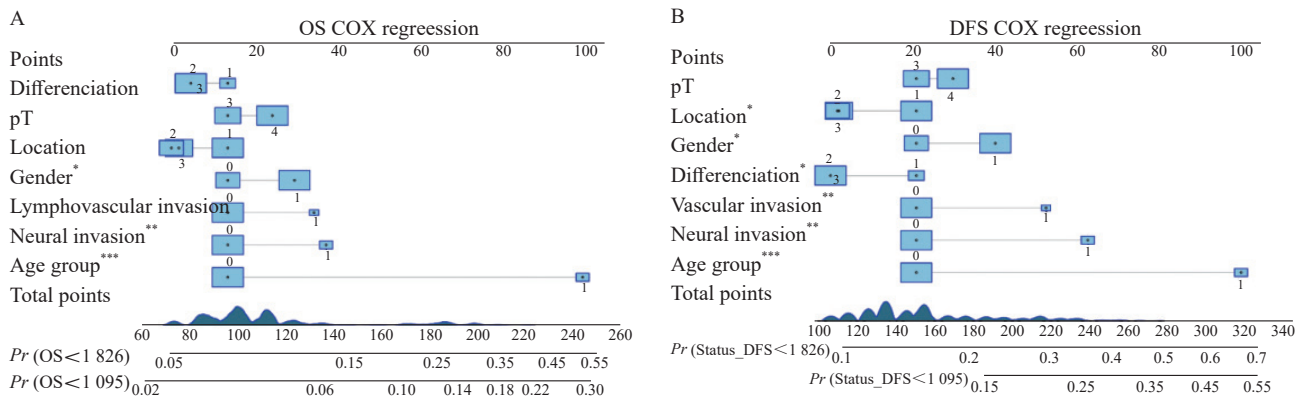 A
OS COX regreession
Points
0 20 40 60 80 100
Differenciation
2 1
3
pT
3
4
Location
2 1
3
Gender*
0
1
Lymphovascular invasion
0
1
Neural invasion**
0
1
Age group***
0
1
Total points
60 80 100 120 140 160 180 200 220 240 260
Pr (OS<1 826)
0.05 0.15 0.25 0.35 0.45 0.55
Pr (OS<1 095)
0.02 0.06 0.10 0.14 0.18 0.22 0.30
B
DFS COX regreession
Points
0 20 40 60 80 100
pT
3
4
Location*
2 1
3
Gender*
0
1
Differenciation*
2 1
3
Vascular invasion**
0
1
Neural invasion**
0
1
Age group***
0
1
Total points
100 120 140 160 180 200 220 240 260 280 300 320 340
Pr (Status_DFS<1 826)
0.1 0.2 0.3 0.4 0.5 0.6 0.7
Pr (Status_DFS<1 095)
0.15 0.25 0.35 0.45 0.55